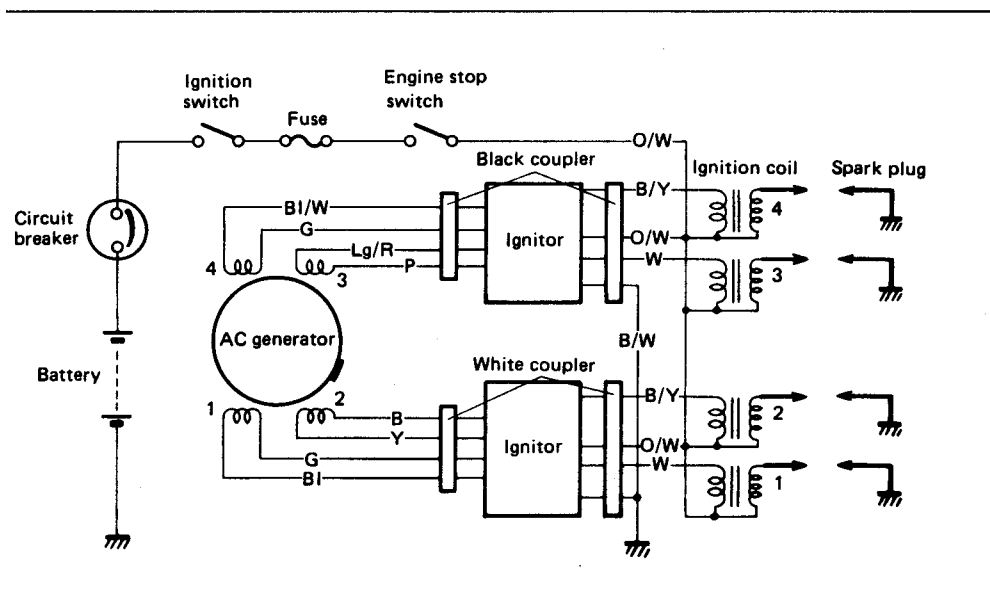 Ignition
switch
Fuse
Engine stop
switch
O/W
Black coupler
Ignition coil
Spark plug
B/Y
4
Bl/W
G
Ignitor
O/W
Circuit
breaker
Lg/R
W
P
4
3
3
AC generator
B/W
White coupler
Battery
1
2
B/Y
2
B
Y
Ignitor
O/W
G
W
Bl
1